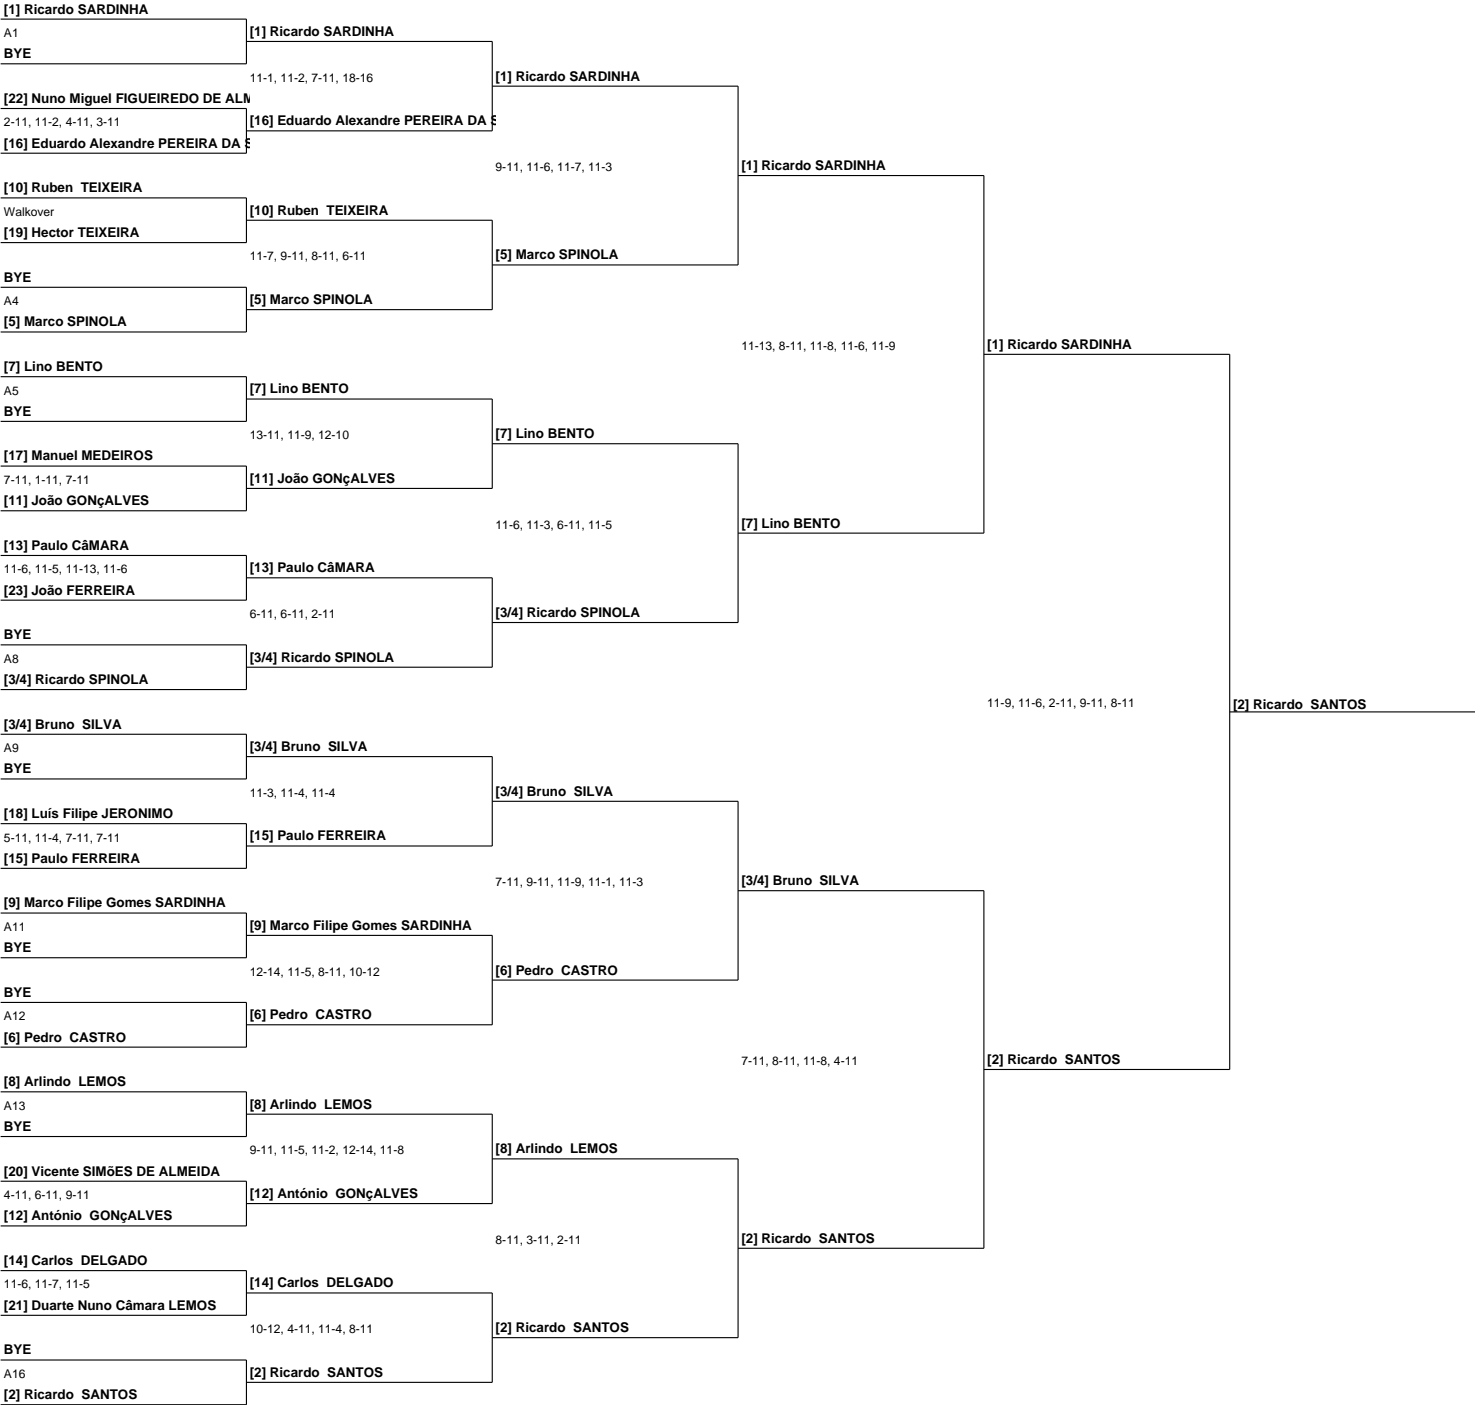 [1] Ricardo SARDINHA
A1
BYE
[22] Nuno Miguel FIGUEIREDO DE ALM
2-11, 11-2, 4-11, 3-11
[16] Eduardo Alexandre PEREIRA DA S
[10] Ruben TEIXEIRA
Walkover
[19] Hector TEIXEIRA
BYE
A4
[5] Marco SPINOLA
[7] Lino BENTO
A5
BYE
[17] Manuel MEDEIROS
7-11, 1-11, 7-11
[11] João GONçALVES
[13] Paulo CâMARA
11-6, 11-5, 11-13, 11-6
[23] João FERREIRA
BYE
A8
[3/4] Ricardo SPINOLA
[3/4] Bruno SILVA
A9
BYE
[18] Luís Filipe JERONIMO
5-11, 11-4, 7-11, 7-11
[15] Paulo FERREIRA
[9] Marco Filipe Gomes SARDINHA
A11
BYE
BYE
A12
[6] Pedro CASTRO
[8] Arlindo LEMOS
A13
BYE
[20] Vicente SIMõES DE ALMEIDA
4-11, 6-11, 9-11
[12] António GONçALVES
[14] Carlos DELGADO
11-6, 11-7, 11-5
[21] Duarte Nuno Câmara LEMOS
BYE
A16
[2] Ricardo SANTOS
[1] Ricardo SARDINHA
11-1, 11-2, 7-11, 18-16
[16] Eduardo Alexandre PEREIRA DA S
[10] Ruben TEIXEIRA
11-7, 9-11, 8-11, 6-11
[5] Marco SPINOLA
[7] Lino BENTO
13-11, 11-9, 12-10
[11] João GONçALVES
[13] Paulo CâMARA
6-11, 6-11, 2-11
[3/4] Ricardo SPINOLA
[3/4] Bruno SILVA
11-3, 11-4, 11-4
[15] Paulo FERREIRA
[9] Marco Filipe Gomes SARDINHA
12-14, 11-5, 8-11, 10-12
[6] Pedro CASTRO
[8] Arlindo LEMOS
9-11, 11-5, 11-2, 12-14, 11-8
[12] António GONçALVES
[14] Carlos DELGADO
10-12, 4-11, 11-4, 8-11
[2] Ricardo SANTOS
[1] Ricardo SARDINHA
9-11, 11-6, 11-7, 11-3
[5] Marco SPINOLA
[7] Lino BENTO
11-6, 11-3, 6-11, 11-5
[3/4] Ricardo SPINOLA
[3/4] Bruno SILVA
7-11, 9-11, 11-9, 11-1, 11-3
[6] Pedro CASTRO
[8] Arlindo LEMOS
8-11, 3-11, 2-11
[2] Ricardo SANTOS
[1] Ricardo SARDINHA
11-13, 8-11, 11-8, 11-6, 11-9
[7] Lino BENTO
[3/4] Bruno SILVA
7-11, 8-11, 11-8, 4-11
[2] Ricardo SANTOS
[1] Ricardo SARDINHA
11-9, 11-6, 2-11, 9-11, 8-11
[2] Ricardo SANTOS
[2] Ricardo SANTOS